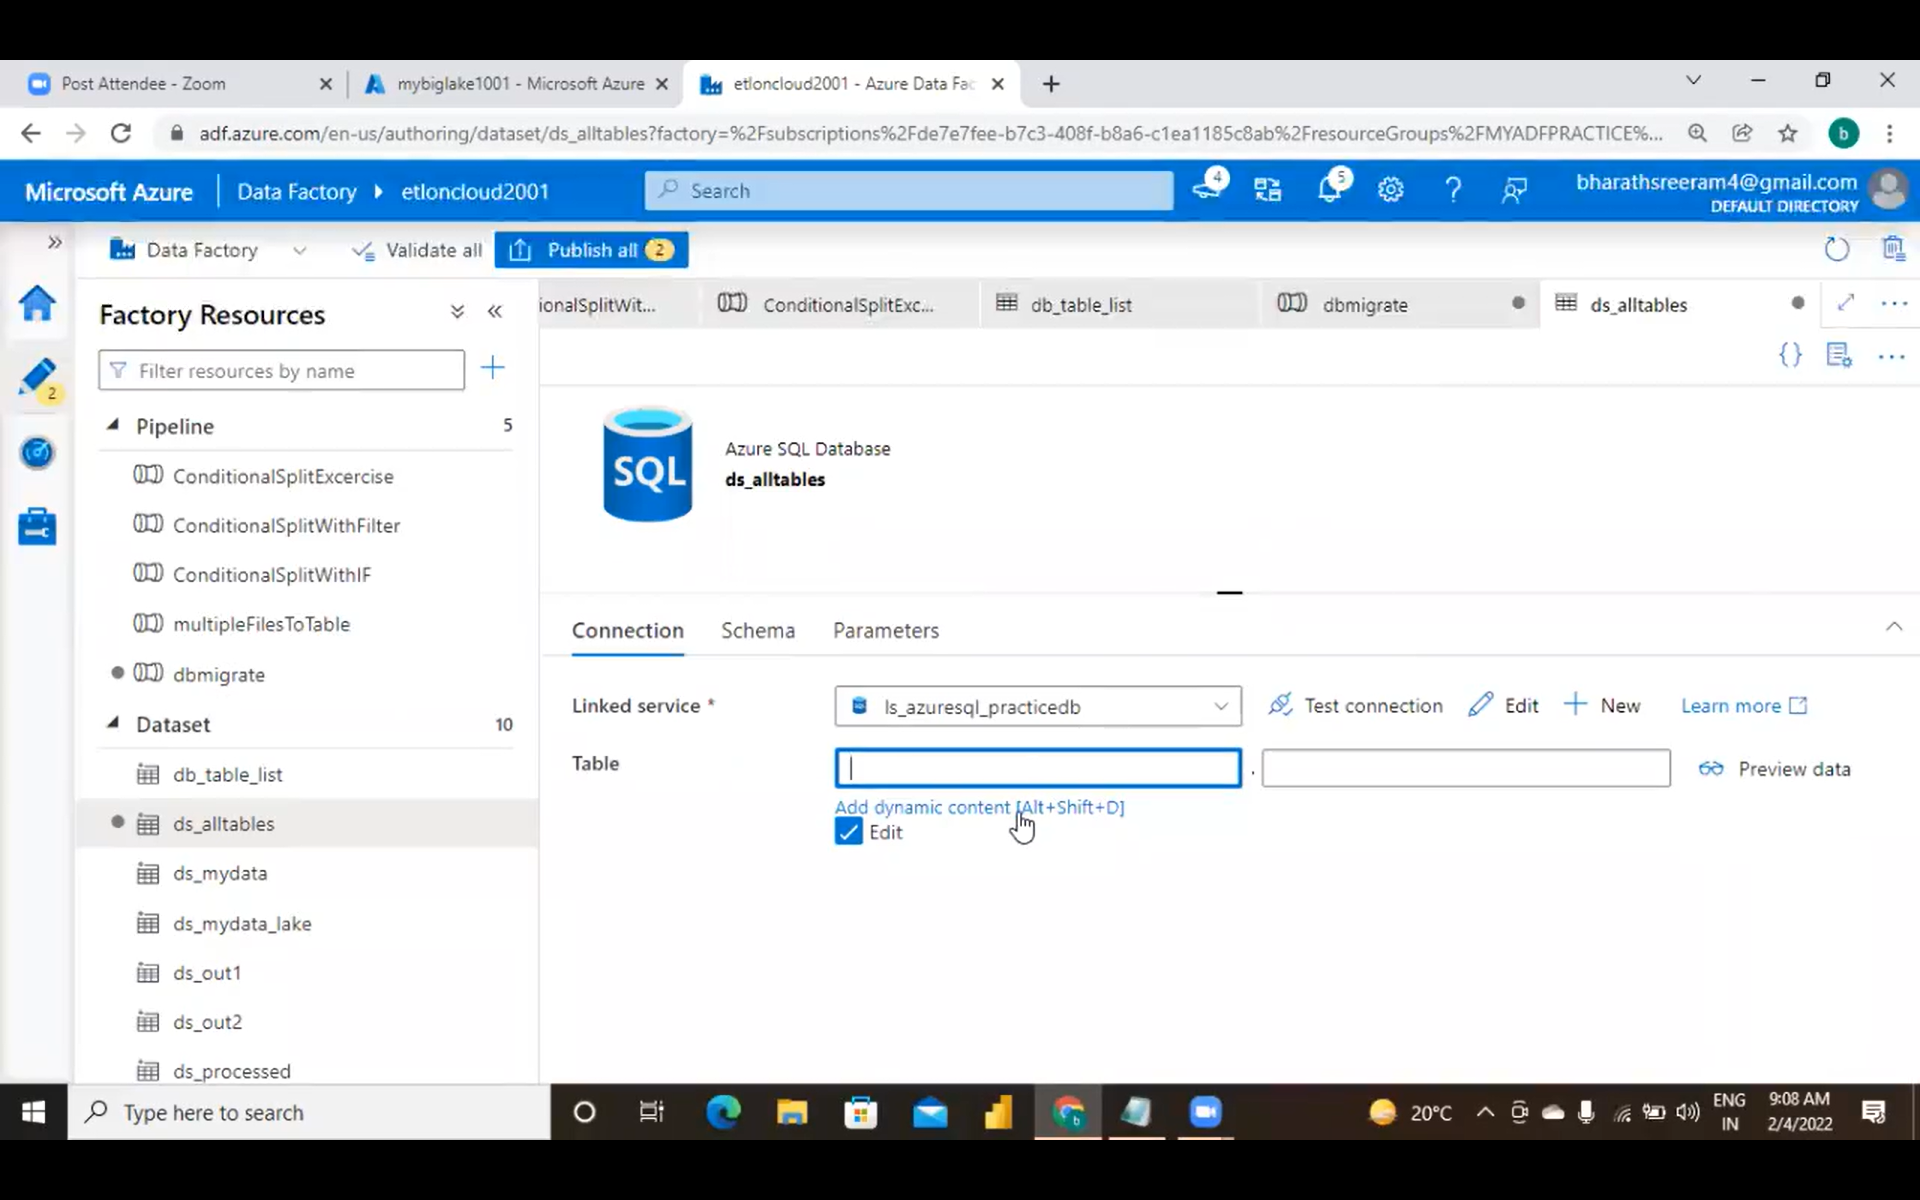 Post Attendee - Zoom
mybiglake1001 - Microsoft Azure
etloncloud2001 - Azure Data Fac
adf.azure.com/en-us/authoring/dataset/ds_alltables?factory=%2Fsubscriptions%2Fde7e7fee-b7c3-408f-b8a6-c1ea1185c8ab%2FresourceGroups%2FMYADFPRACTICE%...
b
Microsoft Azure
Data Factory
etloncloud2001
Search
4
5
?
bharathsreeram4@gmail.com
DEFAULT DIRECTORY
Data Factory
Validate all
Publish all 2
Factory Resources
Filter resources by name
2
Pipeline 5
ConditionalSplitExcercise
ConditionalSplitWithFilter
ConditionalSplitWithIF
multipleFilesToTable
dbmigrate
Dataset 10
db_table_list
ds_alltables
ds_mydata
ds_mydata_lake
ds_out1
ds_out2
ds_processed
ionalSplitWit...
ConditionalSplitExc...
db_table_list
dbmigrate
ds_alltables
{}
SQL
Azure SQL Database
ds_alltables
Connection
Schema
Parameters
Linked service *
ls_azuresql_practicedb
Test connection
Edit
New
Learn more
Table
.
Preview data
Add dynamic content [Alt+Shift+D]
Edit
Type here to search
b
20°C
ENG
IN
9:08 AM
2/4/2022